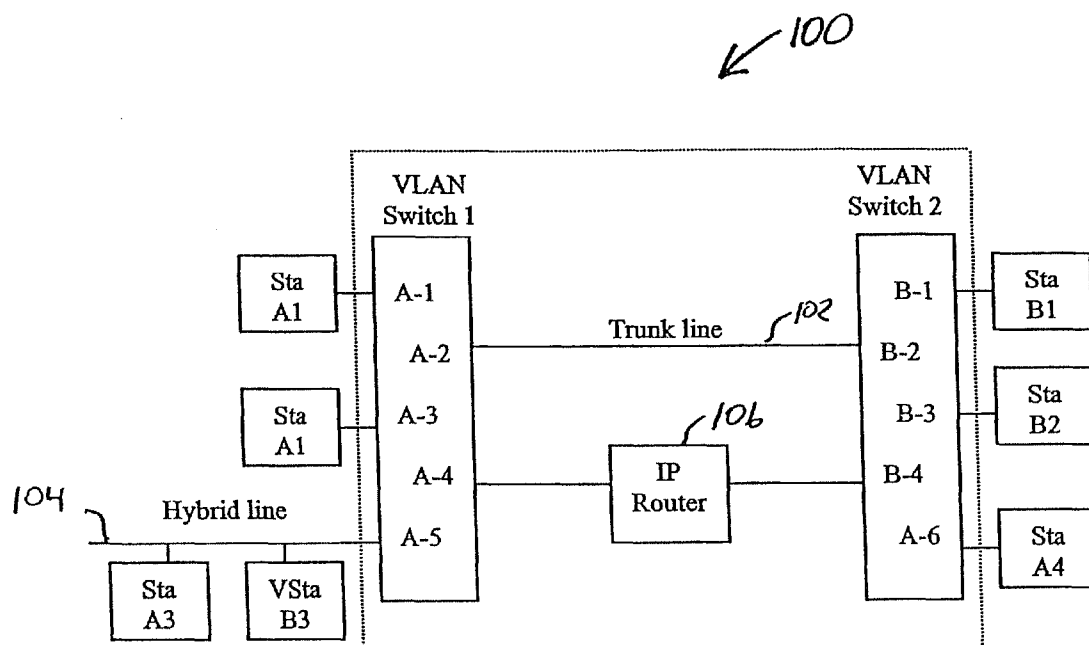 100
VLAN
Switch 1
VLAN
Switch 2
Sta
A1
A-1
B-1
Sta
B1
Trunk line
102
A-2
B-2
Sta
A1
A-3
B-3
Sta
B2
106
A-4
IP
Router
B-4
104
Hybrid line
A-5
A-6
Sta
A4
Sta
A3
VSta
B3